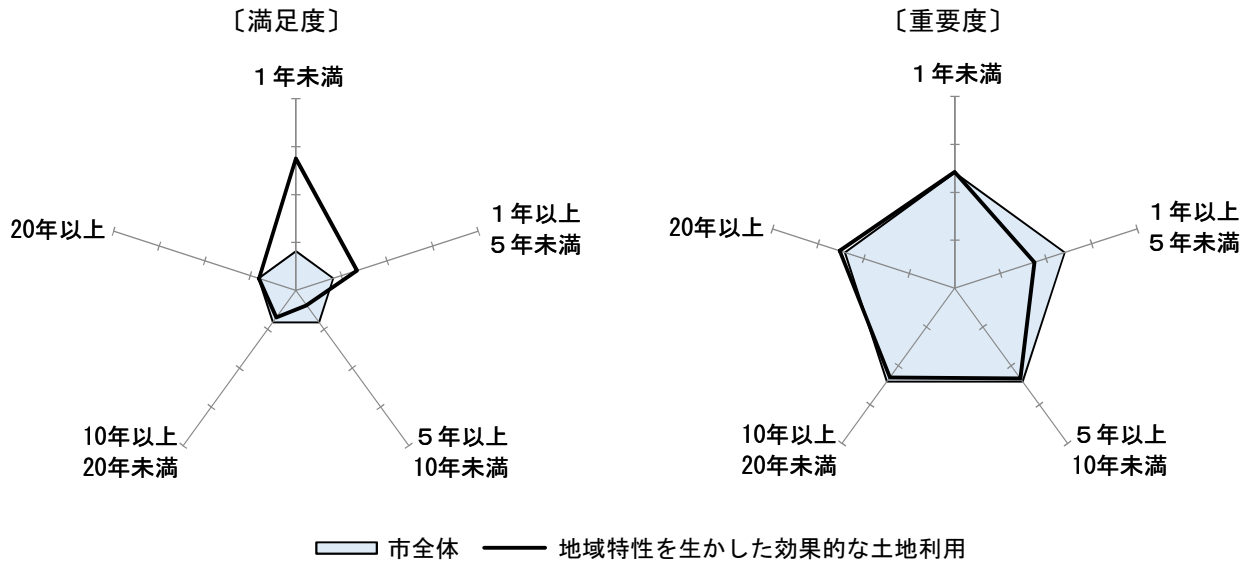 〔満足度〕
１年未満
１年以上
５年未満
５年以上
10年未満
10年以上
20年未満
20年以上
〔重要度〕
１年未満
１年以上
５年未満
５年以上
10年未満
10年以上
20年未満
20年以上
市全体
地域特性を生かした効果的な土地利用